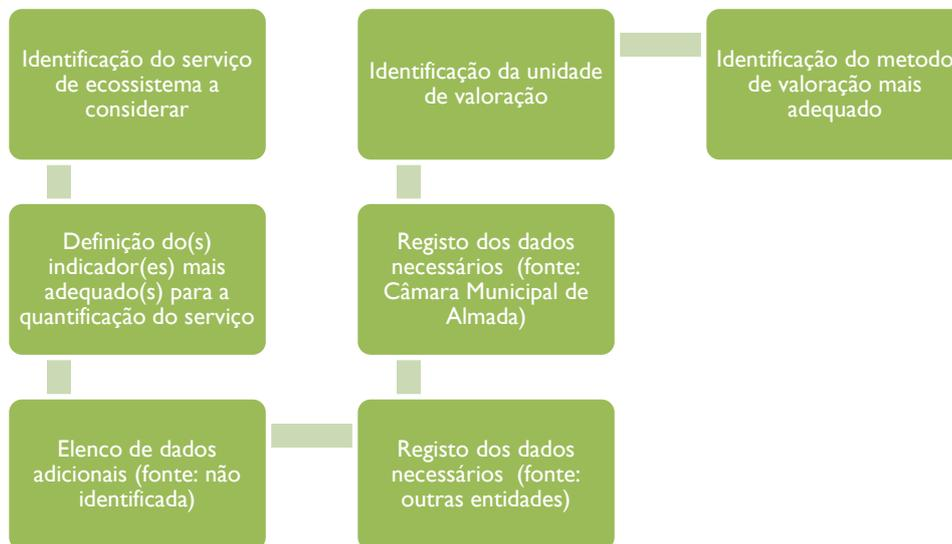 Identificação do serviço
de ecossistema a
considerar
Definição do(s)
indicador(es) mais
adequado(s) para a
quantificação do serviço
Elenco de dados
adicionais (fonte: não
identificada)
Registo dos dados
necessários (fonte:
outras entidades)
Registo dos dados
necessários (fonte:
Câmara Municipal de
Almada)
Identificação da unidade
de valoração
Identificação do metodo
de valoração mais
adequado